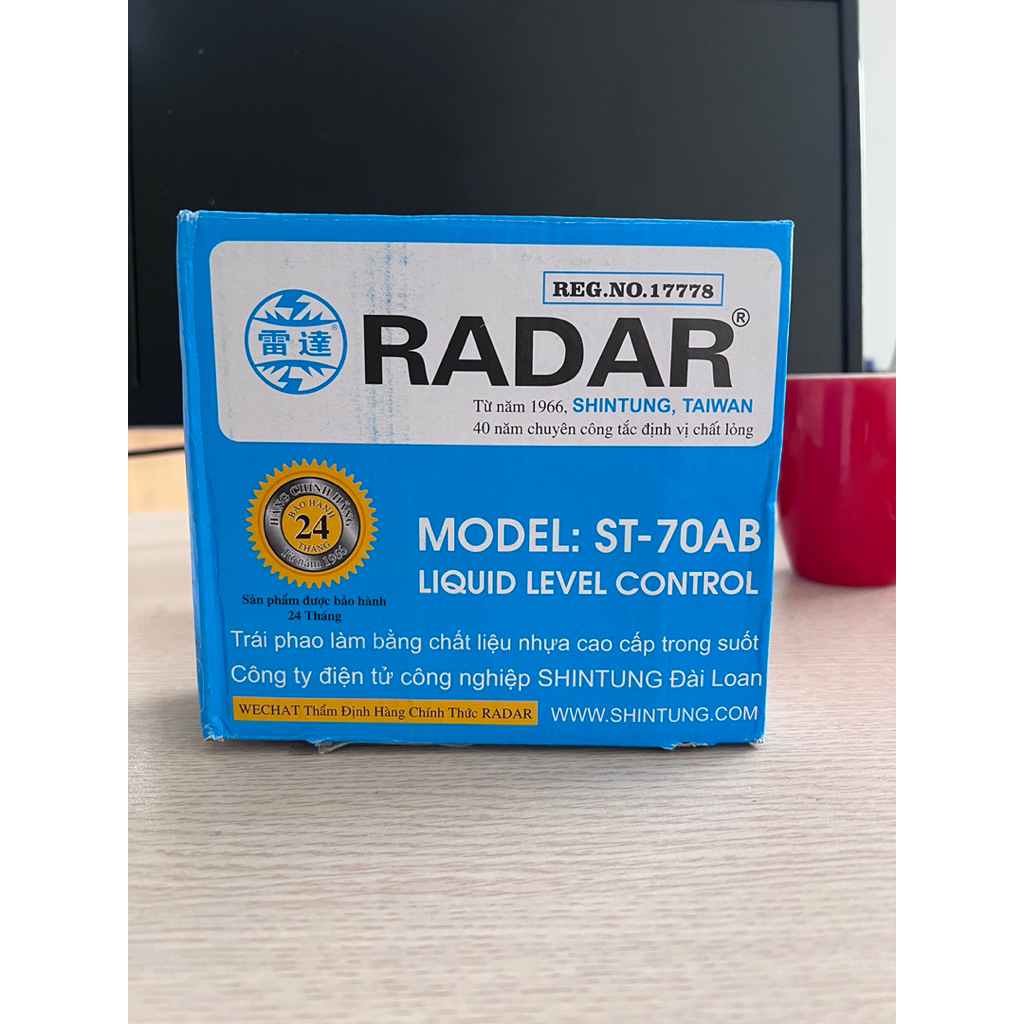 REG.NO.17778
雷達®
RADAR®
Từ năm 1966, SHINTUNG, TAIWAN
40 năm chuyên công tắc định vị chất lỏng
HÀNG CHÍNH HÃNG
BẢO HÀNH
24
THÁNG
Từ năm 1966
Sản phẩm được bảo hành
24 Tháng
MODEL: ST-70AB
LIQUID LEVEL CONTROL
Trái phao làm bằng chất liệu nhựa cao cấp trong suốt
Công ty điện tử công nghiệp SHINTUNG Đài Loan
WECHAT Thẩm Định Hàng Chính Thức RADAR WWW.SHINTUNG.COM